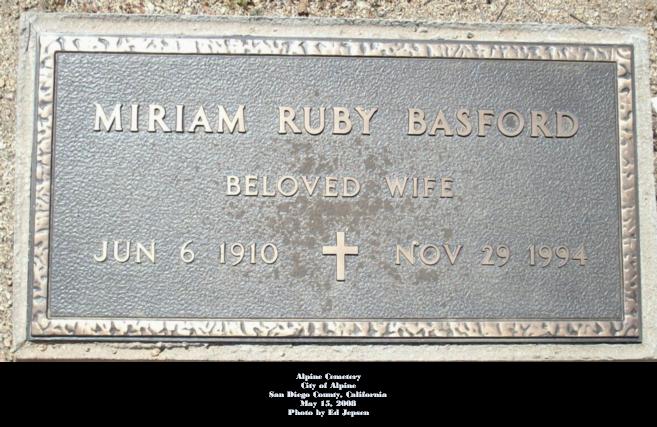 MIRIAM RUBY BASFORD
BELOVED WIFE
JUN 6 1910 NOV 29 1994
Alpine Cemetery
City of Alpine
San Diego County, California
May 15, 2008
Photo by Ed Jepsen